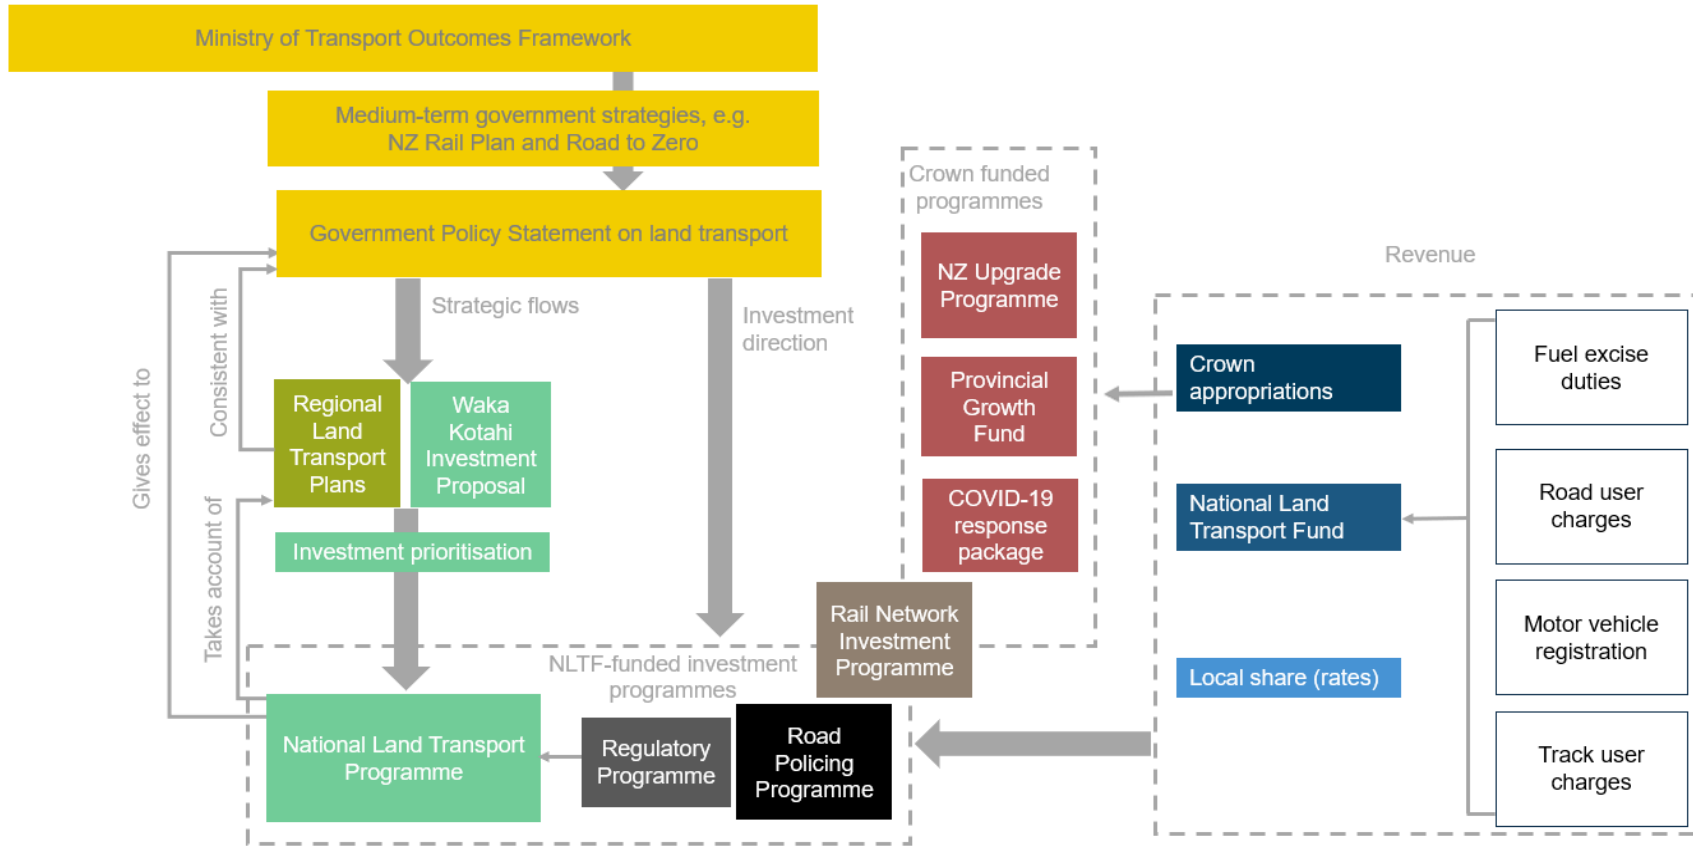 Ministry of Transport Outcomes Framework
Medium-term government strategies, e.g.
NZ Rail Plan and Road to Zero
Government Policy Statement on land transport
Strategic flows
Investment
direction
Gives effect to
Consistent with
Takes account of
Regional
Land
Transport
Plans
Waka
Kotahi
Investment
Proposal
Investment prioritisation
NLTF-funded investment
programmes
National Land Transport
Programme
Regulatory
Programme
Road
Policing
Programme
Rail Network
Investment
Programme
Crown funded
programmes
NZ Upgrade
Programme
Provincial
Growth
Fund
COVID-19
response
package
Revenue
Crown
appropriations
National Land
Transport Fund
Local share (rates)
Fuel excise
duties
Road user
charges
Motor vehicle
registration
Track user
charges